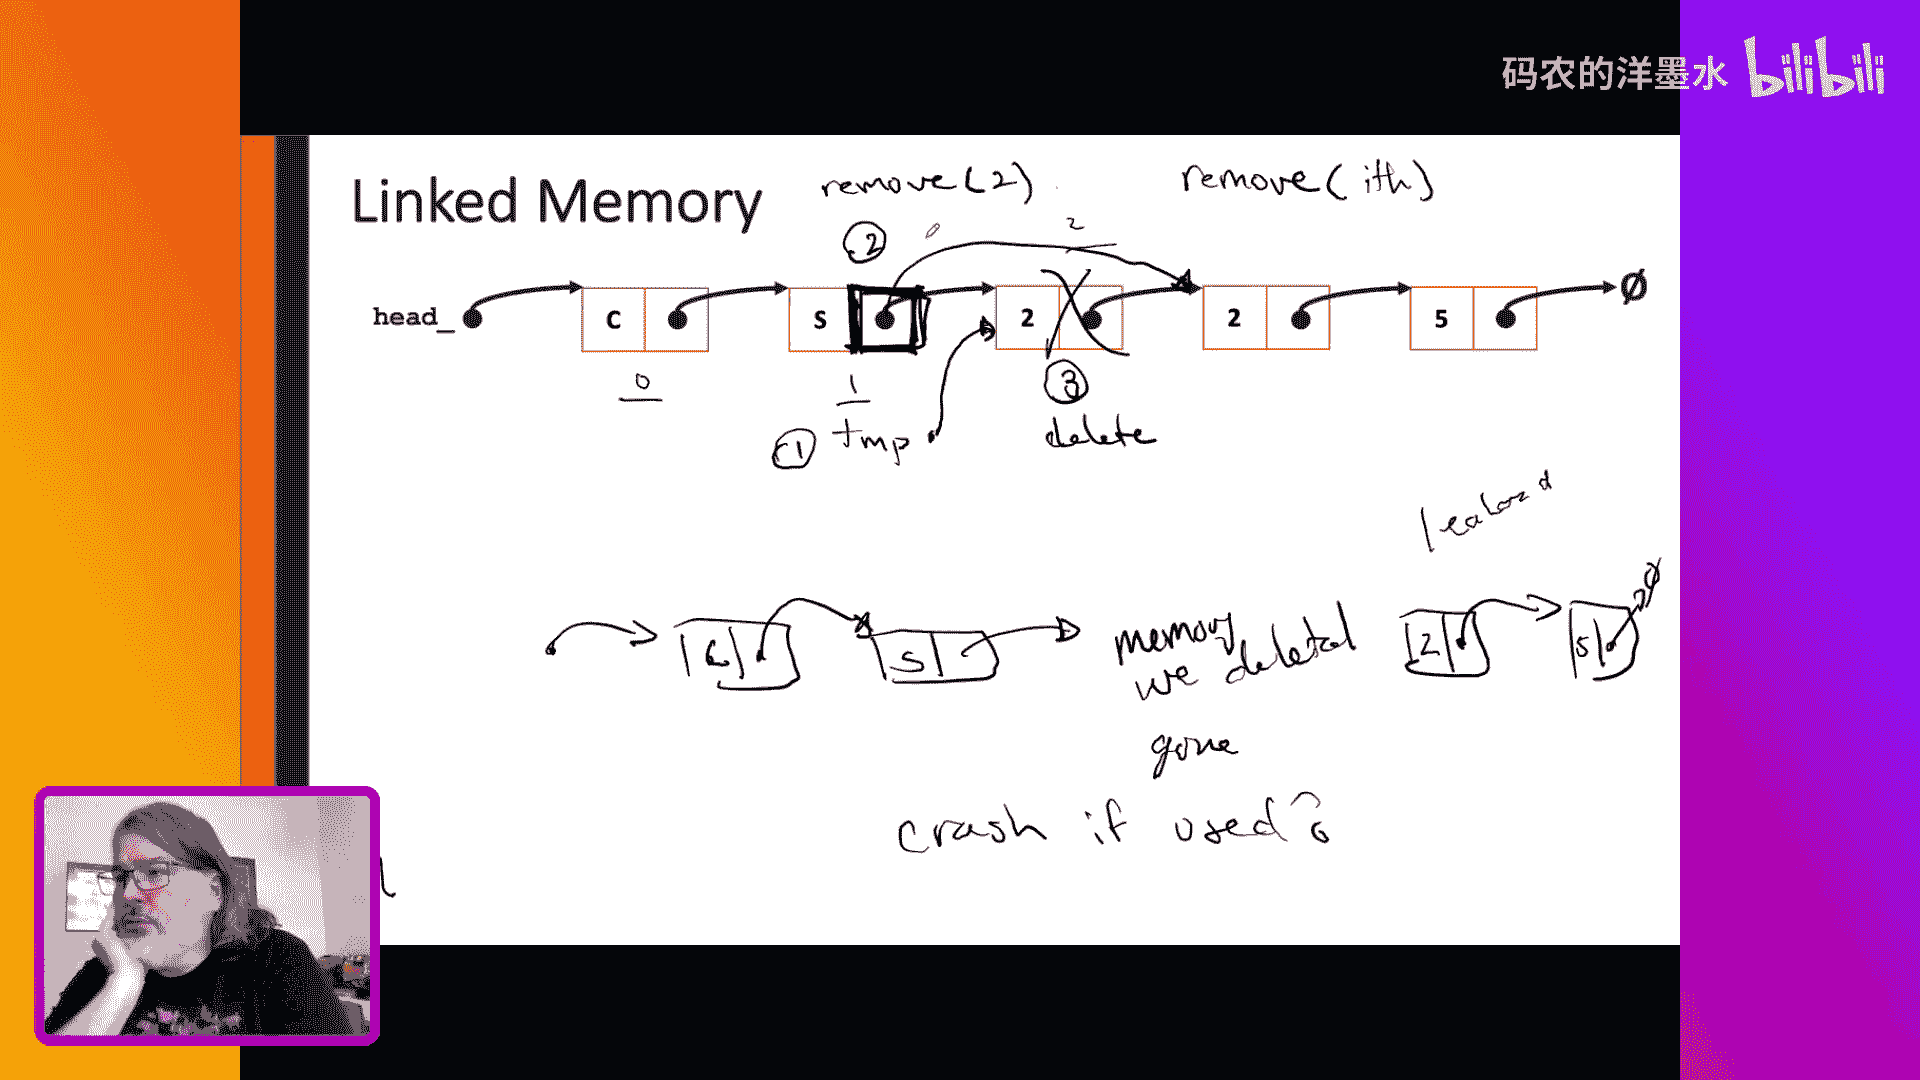 码农的洋墨水 bilibili
Linked Memory
remove(2)
remove(ith)
2
2
head_
C
S
2
2
5
Ø
0
1
3
1 tmp
delete
C
S
memory
we deleted
2
5
Ø
gone
crash if used?